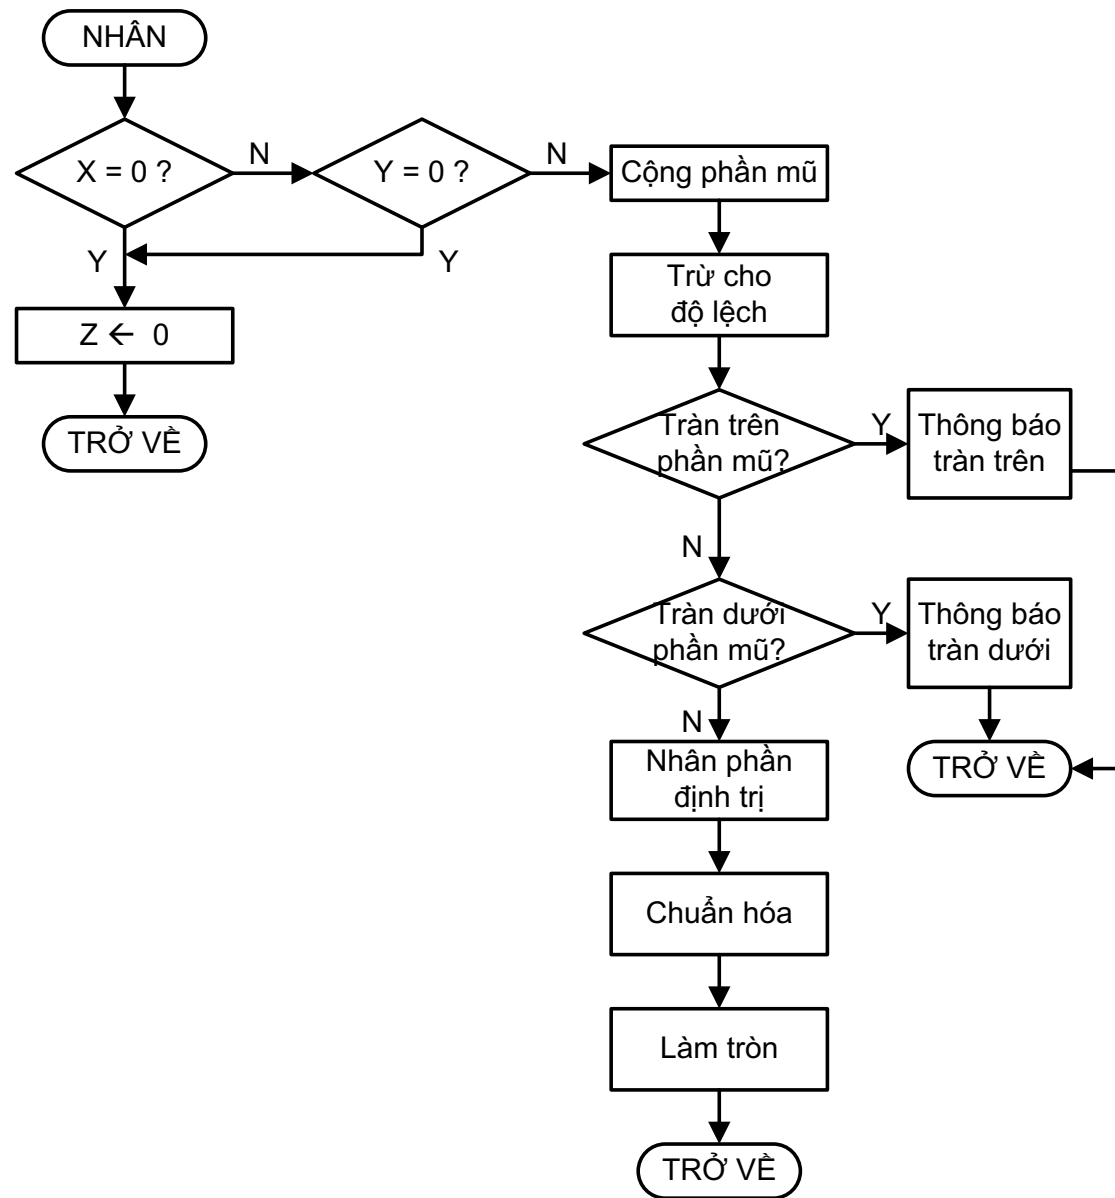 NHÂN
X = 0 ?
N
Y = 0 ?
N
Cộng phần mũ
Y
Y
Trừ cho
độ lệch
Z ← 0
TRỞ VỀ
Tràn trên
phần mũ?
Y
Thông báo
tràn trên
N
Tràn dưới
phần mũ?
Y
Thông báo
tràn dưới
N
Nhân phần
định trị
TRỞ VỀ
Chuẩn hóa
Làm tròn
TRỞ VỀ